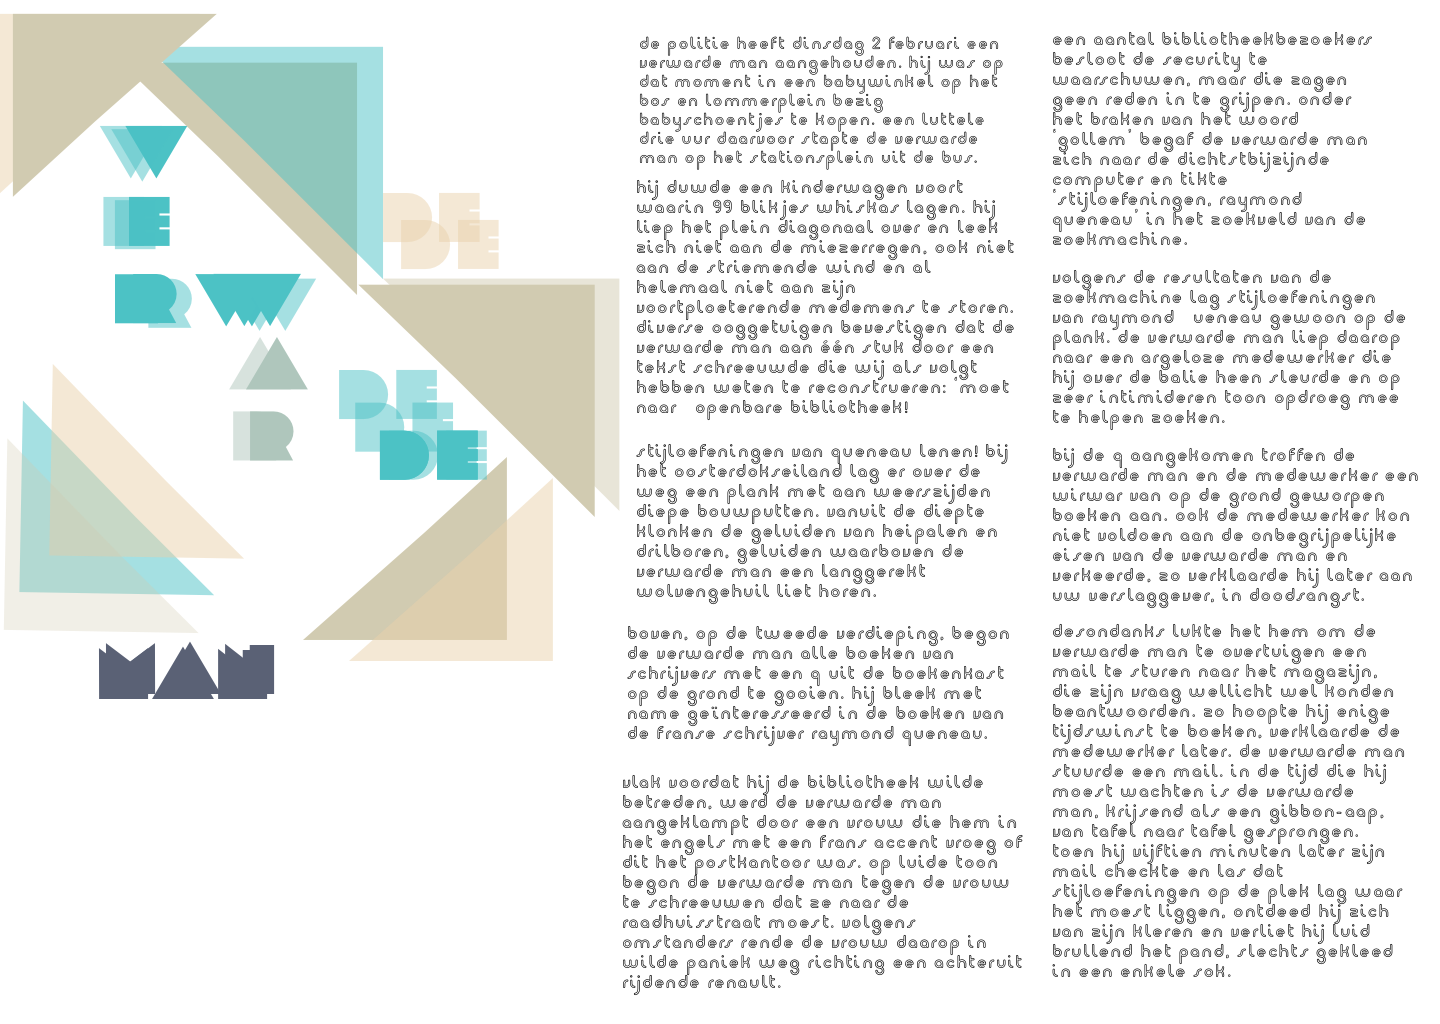 W
DE
DE
E
R W
A
DE
DE
DE
R
MAN
de politie heeft dinsdag 2 februari een
verwarde man aangehouden. hij was op
dat moment in een babywinkel op het
bos en lommerplein bezig
babyschoentjes te kopen. een luttele
drie uur daarvoor stapte de verwarde
man op het stationsplein uit de bus.
hij duwde een kinderwagen voort
waarin 99 blikjes whiskas lagen. hij
liep het plein diagonaal over en leek
zich niet aan de miezerregen, ook niet
aan de striemende wind en al
helemaal niet aan zijn
voortploeterende medemens te storen.
diverse ooggetuigen bevestigen dat de
verwarde man aan één stuk door een
tekst schreeuwde die wij als volgt
hebben weten te reconstrueren: 'moet
naar openbare bibliotheek!
stijloefeningen van queneau lenen! bij
het oosterdokseiland lag er over de
weg een plank met aan weerszijden
diepe bouwputten. vanuit de diepte
klonken de geluiden van heipalen en
drilboren, geluiden waarboven de
verwarde man een langgerekt
wolvengehuil liet horen.
boven, op de tweede verdieping, begon
de verwarde man alle boeken van
schrijvers met een q uit de boekenkast
op de grond te gooien. hij bleek met
name geïnteresseerd in de boeken van
de franse schrijver raymond queneau.
vlak voordat hij de bibliotheek wilde
betreden, werd de verwarde man
aangeklampt door een vrouw die hem in
het engels met een frans accent vroeg of
dit het postkantoor was. op luide toon
begon de verwarde man tegen de vrouw
te schreeuwen dat ze naar de
raadhuisstraat moest. volgens
omstanders rende de vrouw daarop in
wilde paniek weg richting een achteruit
rijdende renault.
een aantal bibliotheekbezoekers
besloot de security te
waarschuwen, maar die zagen
geen reden in te grijpen. onder
het braken van het woord
'gollem' begaf de verwarde man
zich naar de dichtstbijzijnde
computer en tikte
'stijloefeningen, raymond
queneau' in het zoekveld van de
zoekmachine.
volgens de resultaten van de
zoekmachine lag stijloefeningen
van raymond ueneau gewoon op de
plank. de verwarde man liep daarop
naar een argeloze medewerker die
hij over de balie heen sleurde en op
zeer intimideren toon opdroeg mee
te helpen zoeken.
bij de q aangekomen troffen de
verwarde man en de medewerker een
wirwar van op de grond geworpen
boeken aan. ook de medewerker kon
niet voldoen aan de onbegrijpelijke
eisen van de verwarde man en
verkeerde, zo verklaarde hij later aan
uw verslaggever, in doodsangst.
desondanks lukte het hem om de
verwarde man te overtuigen een
mail te sturen naar het magazijn,
die zijn vraag wellicht wel konden
beantwoorden. zo hoopte hij enige
tijdswinst te boeken, verklaarde de
medewerker later. de verwarde man
stuurde een mail. in de tijd die hij
moest wachten is de verwarde
man, krijsend als een gibbon-aap,
van tafel naar tafel gesprongen.
toen hij vijftien minuten later zijn
mail checkte en las dat
stijloefeningen op de plek lag waar
het moest liggen, ontdeed hij zich
van zijn kleren en verliet hij luid
brullend het pand, slechts gekleed
in een enkele sok.